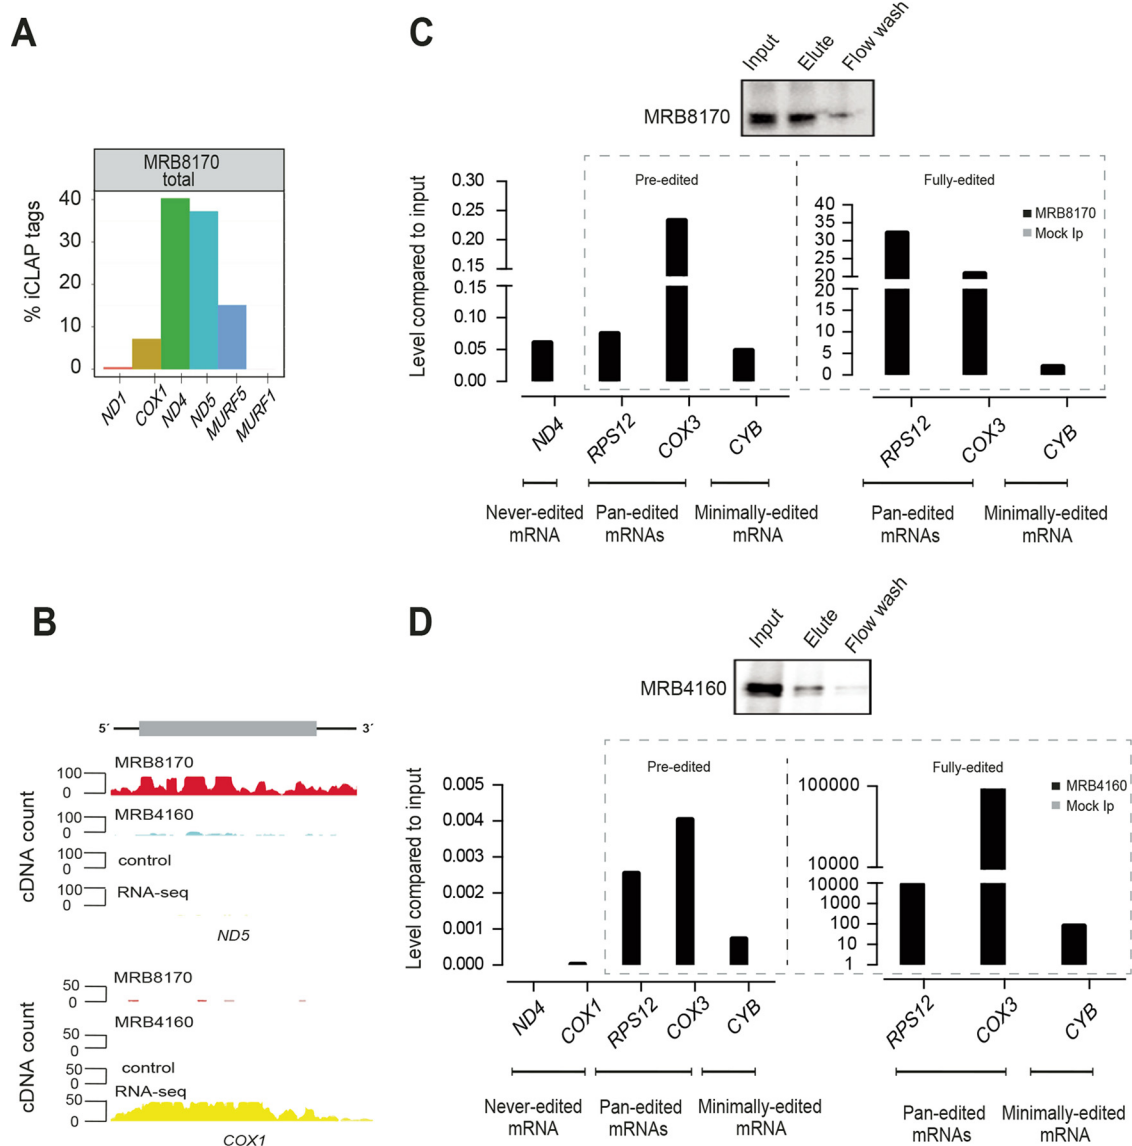 A
MRB8170
total
% iCLAP tags
40
30
20
10
0
ND1
COX1
ND4
ND5
MURF5
MURF1
C
Input
Elute
Flow wash
MRB8170
Level compared to input
0.30
0.25
0.20
0.15
0.15
0.10
0.05
0.00
Pre-edited
Fully-edited
40
35
30
25
20
20
15
10
5
0
MRB8170
Mock Ip
ND4
RPS12
COX3
CYB
RPS12
COX3
CYB
Never-edited
mRNA
Pan-edited
mRNAs
Minimally-edited
mRNA
Pan-edited
mRNAs
Minimally-edited
mRNA
B
5´
3´
cDNA count
MRB8170
100
0
MRB4160
100
0
control
100
0
RNA-seq
100
0
ND5
cDNA count
MRB8170
50
0
MRB4160
50
0
control
50
0
RNA-seq
50
0
COX1
D
Input
Elute
Flow wash
MRB4160
Level compared to input
0.005
0.004
0.003
0.002
0.001
0.000
Pre-edited
Fully-edited
100000
10000
10000
1000
100
10
1
MRB4160
Mock Ip
ND4
COX1
RPS12
COX3
CYB
RPS12
COX3
CYB
Never-edited
mRNA
Pan-edited
mRNAs
Minimally-edited
mRNA
Pan-edited
mRNAs
Minimally-edited
mRNA